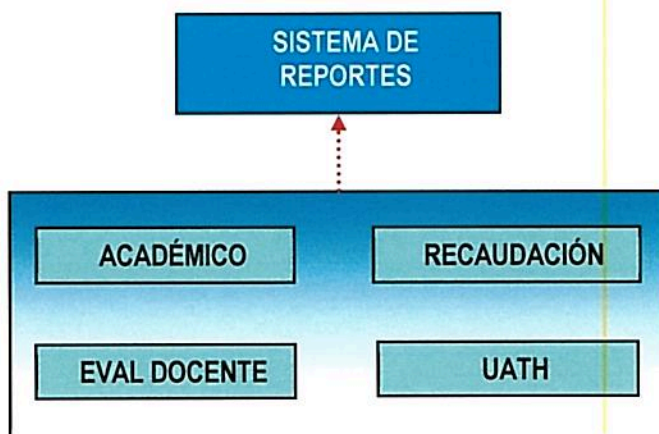 SISTEMA DE
REPORTES
ACADÉMICO
RECAUDACIÓN
EVAL DOCENTE
UATH